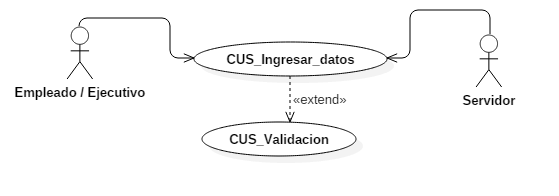 CUS_Ingresar_datos
Empleado / Ejecutivo
Servidor
«extend»
CUS_Validacion